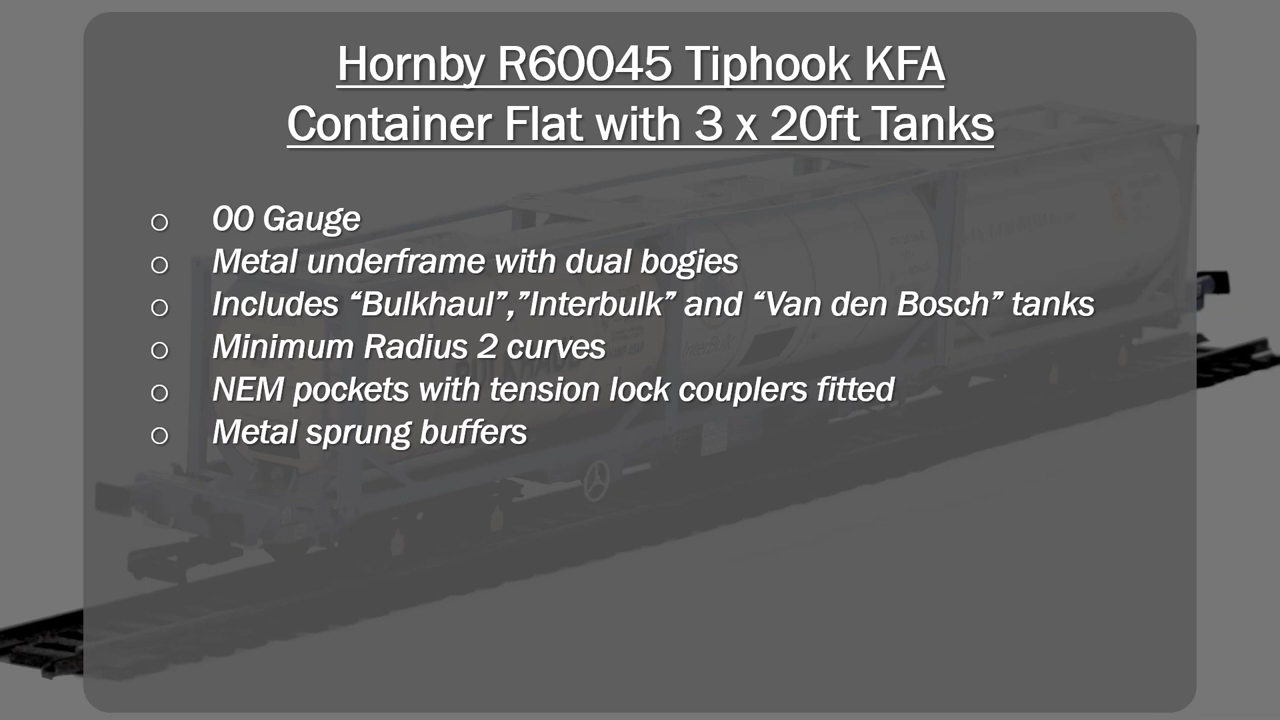 Hornby R60045 Tiphook KFA
Container Flat with 3 x 20ft Tanks
o 00 Gauge
o Metal underframe with dual bogies
o Includes “Bulkhaul”,”Interbulk” and “Van den Bosch” tanks
o Minimum Radius 2 curves
o NEM pockets with tension lock couplers fitted
o Metal sprung buffers